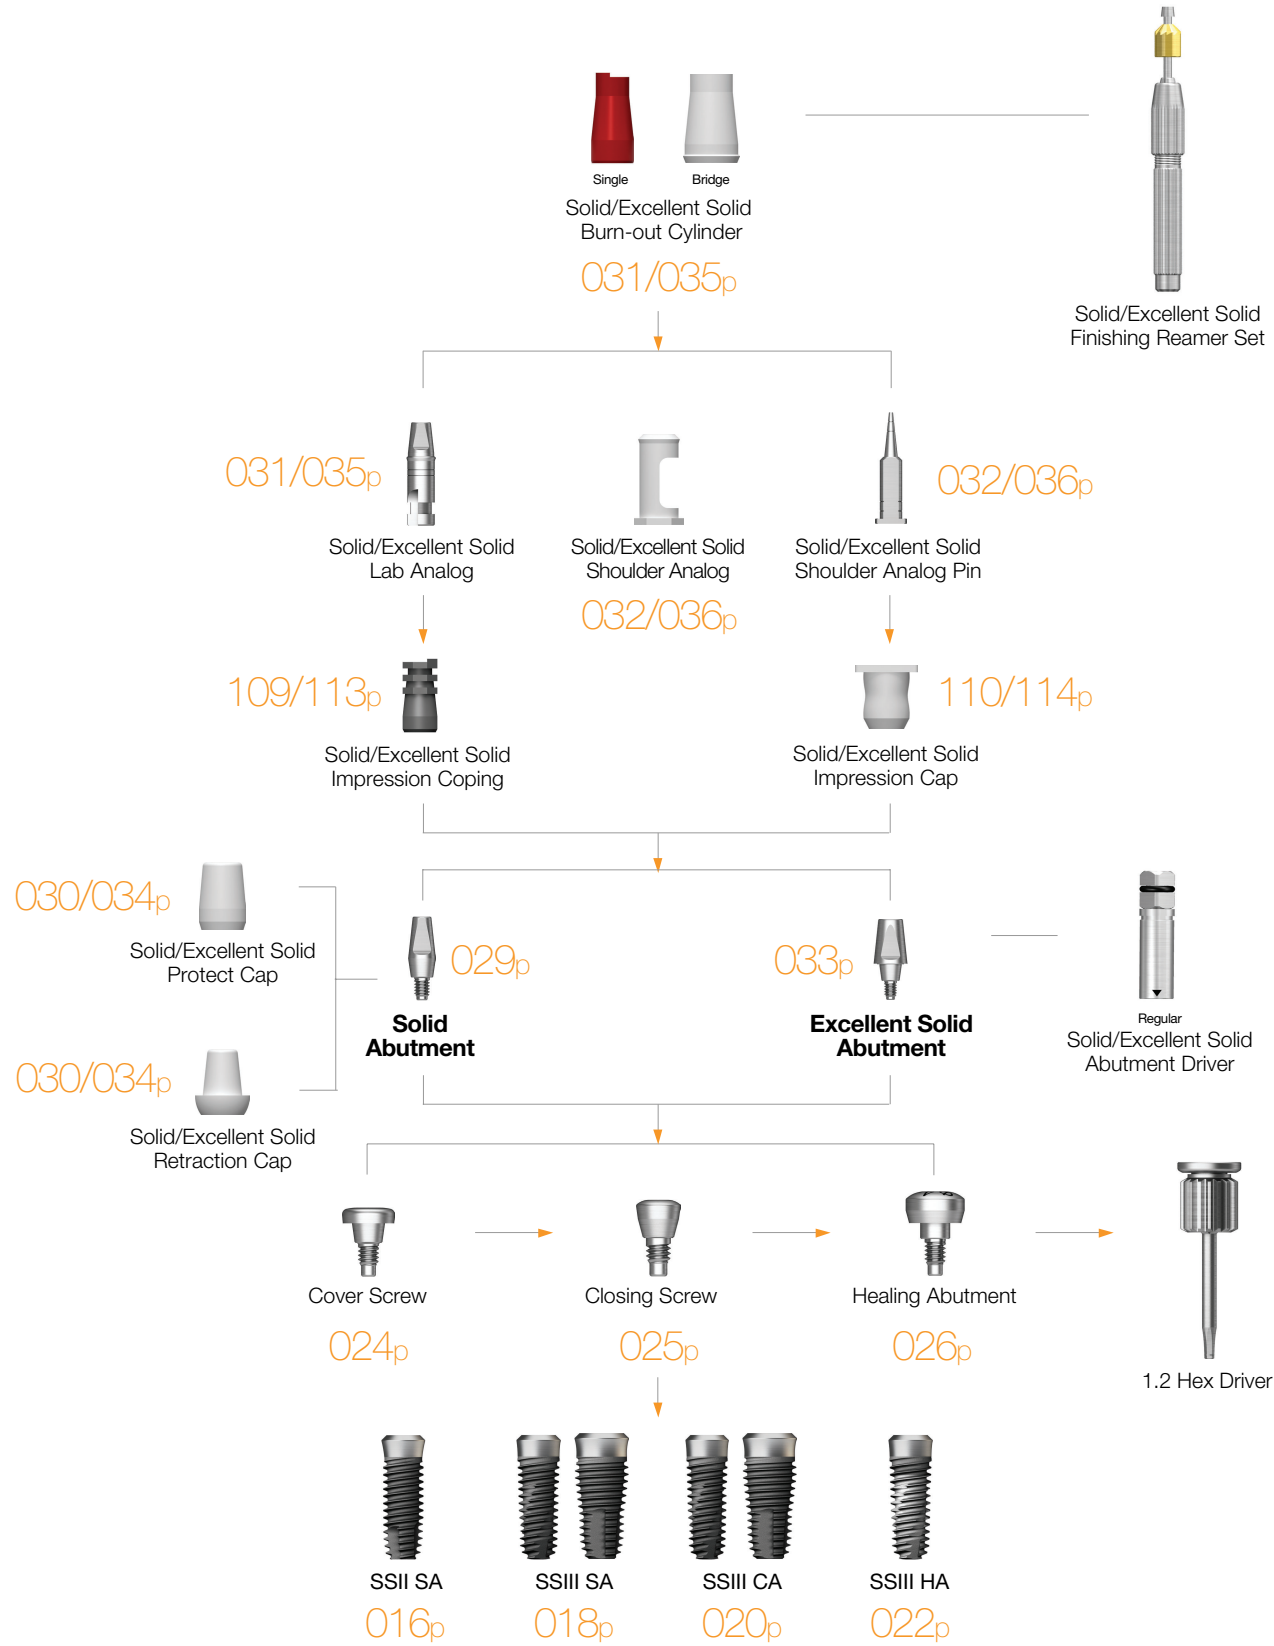 Single
Bridge
Solid/Excellent Solid
Burn-out Cylinder
031/035p
Solid/Excellent Solid
Finishing Reamer Set
031/035p
Solid/Excellent Solid
Lab Analog
Solid/Excellent Solid
Shoulder Analog
032/036p
032/036p
Solid/Excellent Solid
Shoulder Analog Pin
109/113p
Solid/Excellent Solid
Impression Coping
110/114p
Solid/Excellent Solid
Impression Cap
030/034p
Solid/Excellent Solid
Protect Cap
029p
Solid
Abutment
033p
Excellent Solid
Abutment
Regular
Solid/Excellent Solid
Abutment Driver
030/034p
Solid/Excellent Solid
Retraction Cap
Cover Screw
024p
Closing Screw
025p
Healing Abutment
026p
1.2 Hex Driver
SSII SA
016p
SSIII SA
018p
SSIII CA
020p
SSIII HA
022p